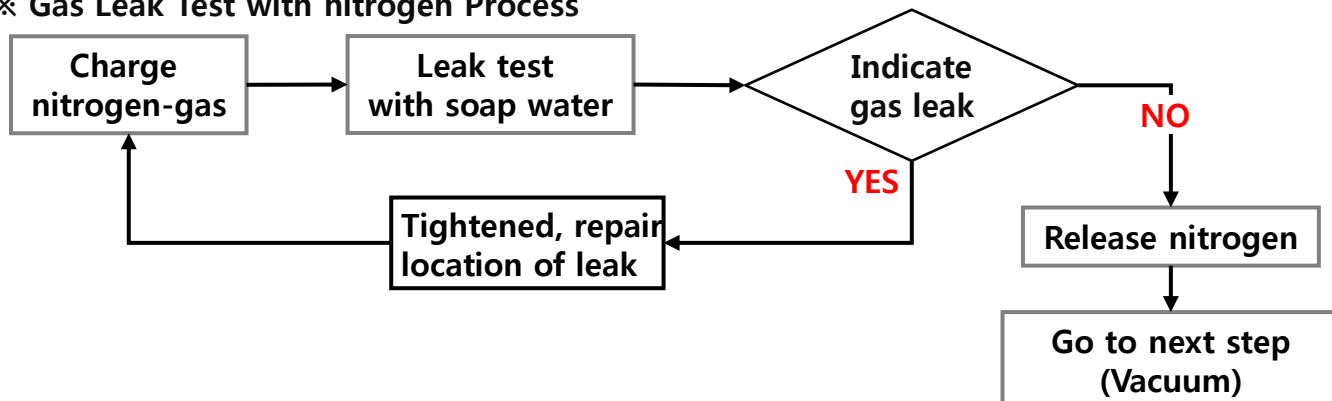 ※ Gas Leak Test with nitrogen Process
Charge
nitrogen-gas
Leak test
with soap water
Indicate
gas leak
NO
YES
Tightened, repair
location of leak
Release nitrogen
Go to next step
(Vacuum)